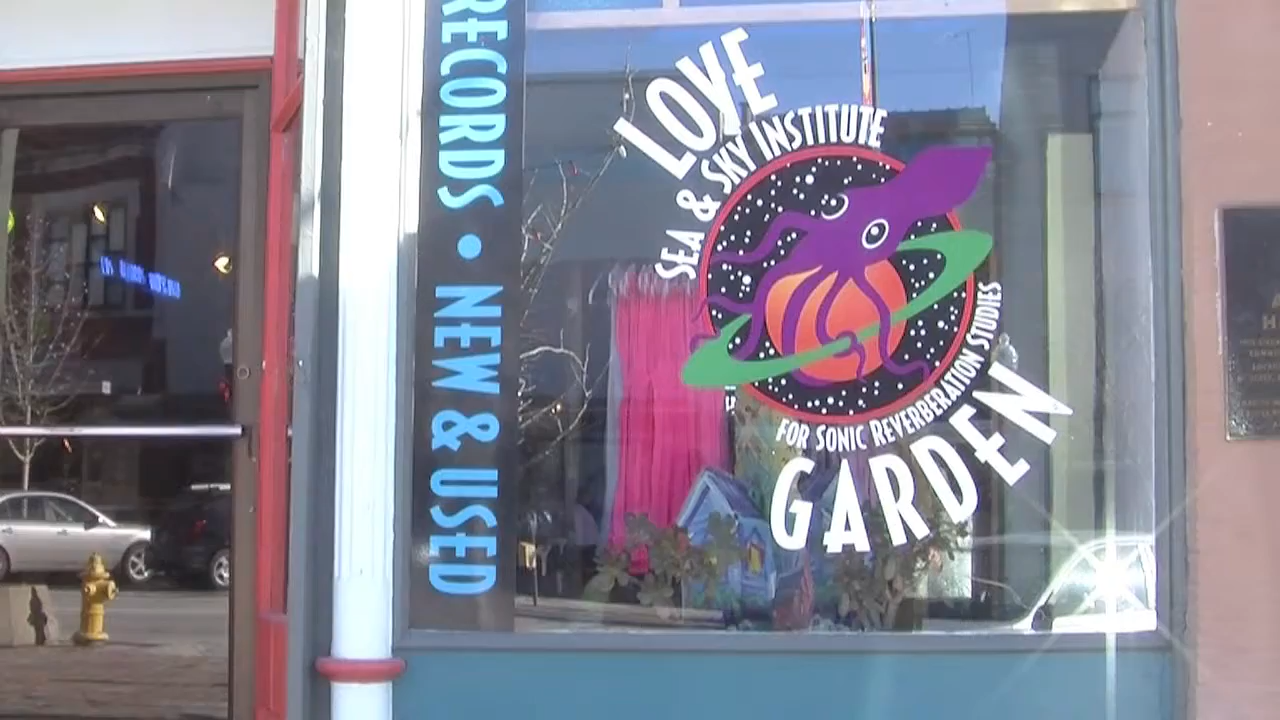 RECORDS • NEW & USED
LOVE
SEA & SKY INSTITUTE
FOR SONIC REVERBERATION STUDIES
GARDEN